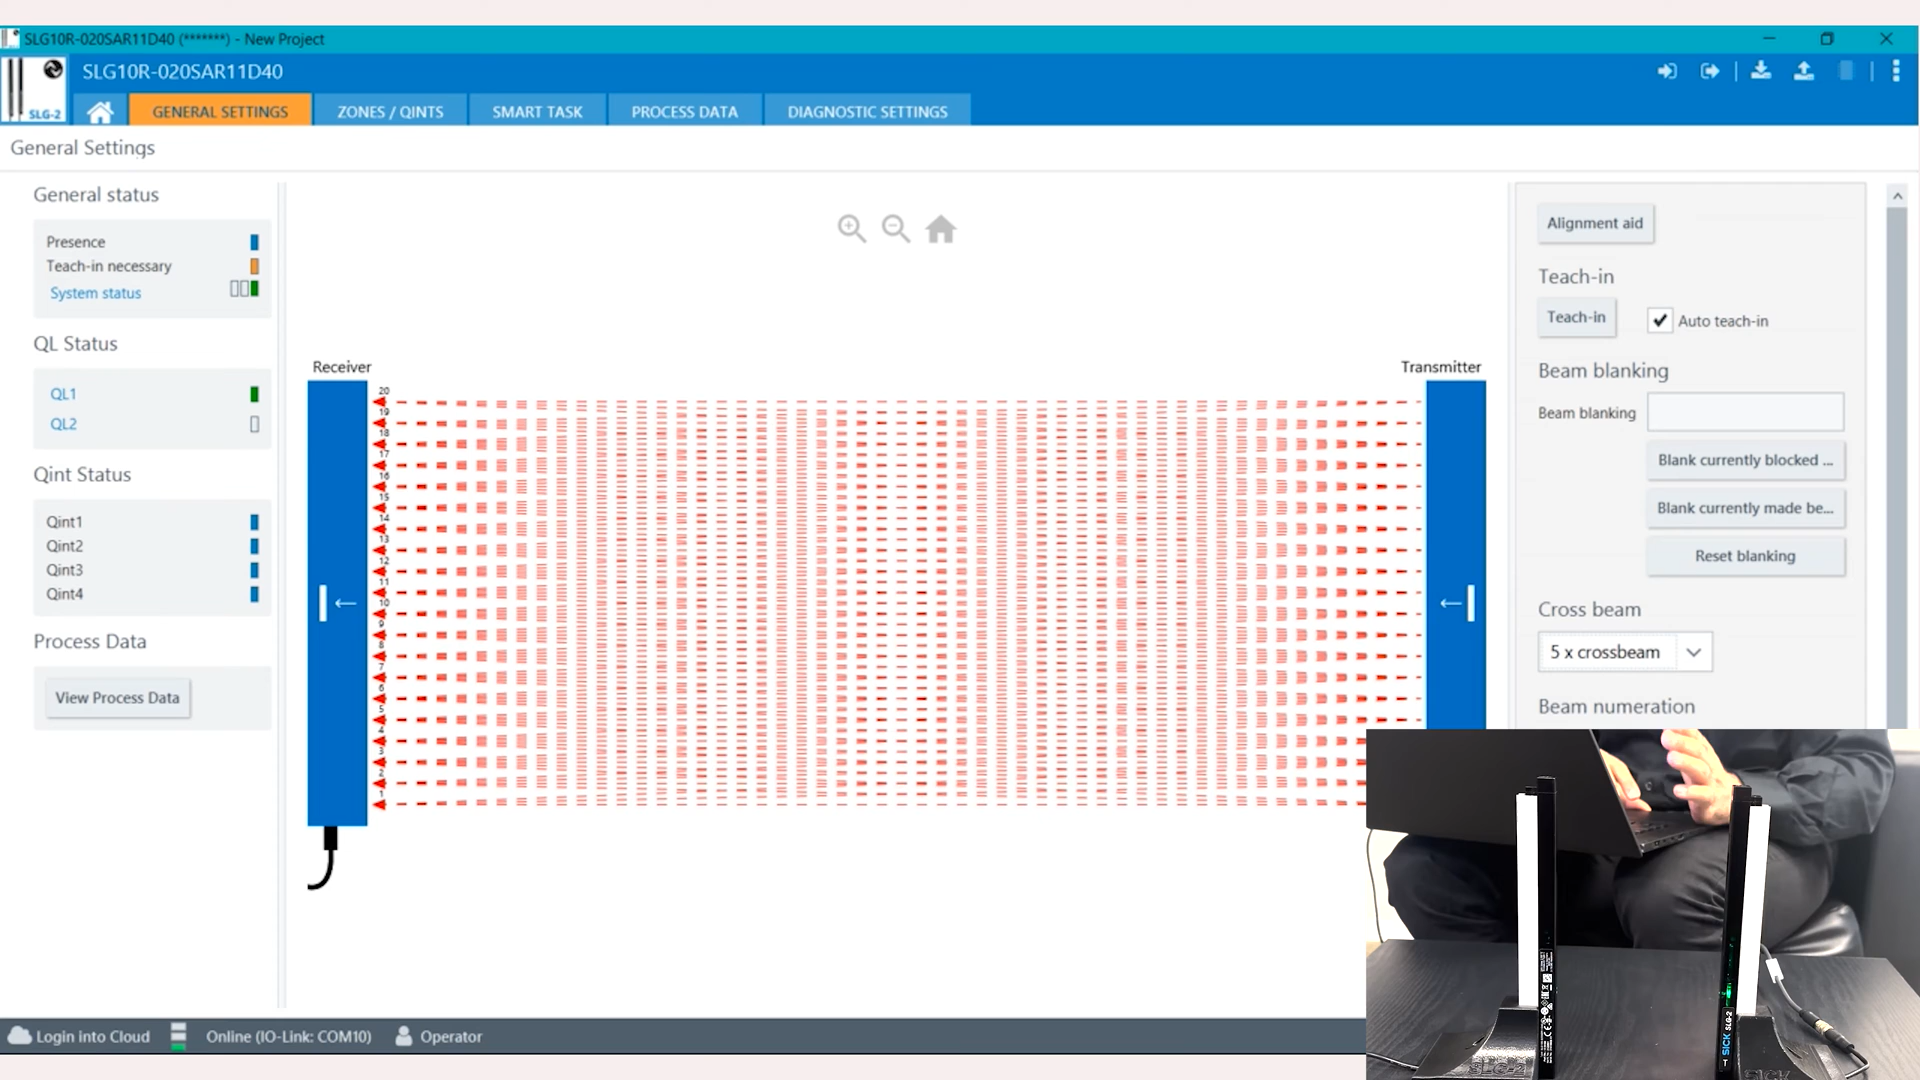 SLG10R-020SAR11D40 (*******) - New Project
SLG10R-020SAR11D40
SLG-2
GENERAL SETTINGS
ZONES / QINTS
SMART TASK
PROCESS DATA
DIAGNOSTIC SETTINGS
General Settings
General status
Presence
Teach-in necessary
System status
QL Status
QL1
QL2
Qint Status
Qint1
Qint2
Qint3
Qint4
Process Data
View Process Data
Receiver
Transmitter
20
19
18
17
16
15
14
13
12
11
10
9
8
7
6
5
4
3
2
1
Alignment aid
Teach-in
Teach-in
Auto teach-in
Beam blanking
Beam blanking
Blank currently blocked ...
Blank currently made be...
Reset blanking
Cross beam
5 x crossbeam
Beam numeration
SICK SLG-2
T
SLG-2
SICK
Login into Cloud
Online (IO-Link: COM10)
Operator